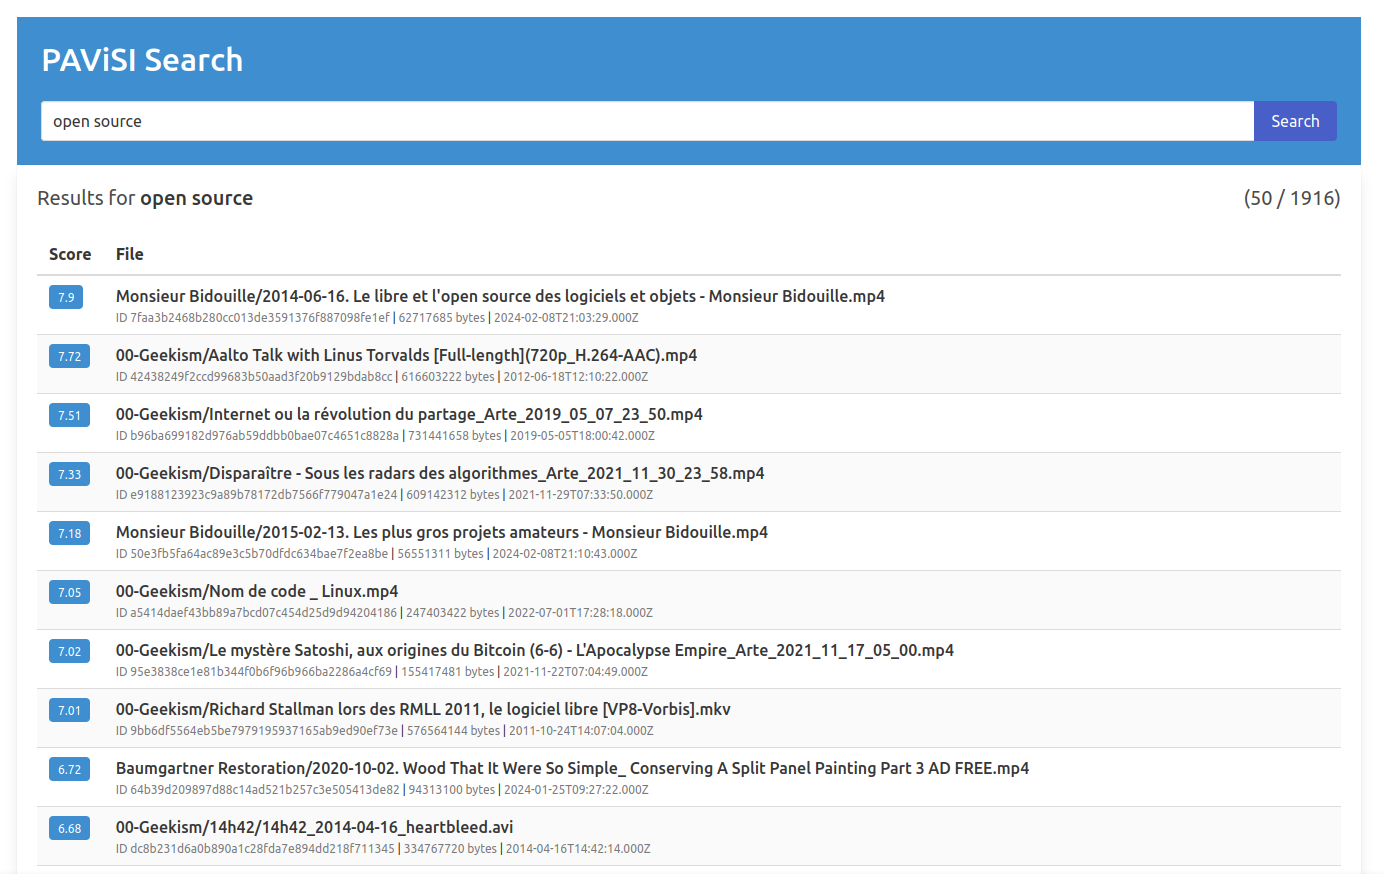 PAViSI Search
open source Search
Results for open source (50 / 1916)
Score File
7.9 Monsieur Bidouille/2014-06-16. Le libre et l'open source des logiciels et objets - Monsieur Bidouille.mp4
ID 7faa3b2468b280cc013de3591376f887098fe1ef | 62717685 bytes | 2024-02-08T21:03:29.000Z
7.72 00-Geekism/Aalto Talk with Linus Torvalds [Full-length](720p_H.264-AAC).mp4
ID 42438249f2ccd99683b50aad3f20b9129bdab8cc | 616603222 bytes | 2012-06-18T12:10:22.000Z
7.51 00-Geekism/Internet ou la révolution du partage_Arte_2019_05_07_23_50.mp4
ID b96ba699182d976ab59ddbb0bae07c4651c8828a | 731441658 bytes | 2019-05-05T18:00:42.000Z
7.33 00-Geekism/Disparaître - Sous les radars des algorithmes_Arte_2021_11_30_23_58.mp4
ID e9188123923c9a89b78172db7566f779047a1e24 | 609142312 bytes | 2021-11-29T07:33:50.000Z
7.18 Monsieur Bidouille/2015-02-13. Les plus gros projets amateurs - Monsieur Bidouille.mp4
ID 50e3fb5fa64ac89e3c5b70dfdc634bae7f2ea8be | 56551311 bytes | 2024-02-08T21:10:43.000Z
7.05 00-Geekism/Nom de code _ Linux.mp4
ID a5414daef43bb89a7bcd07c454d25d9d94204186 | 247403422 bytes | 2022-07-01T17:28:18.000Z
7.02 00-Geekism/Le mystère Satoshi, aux origines du Bitcoin (6-6) - L'Apocalypse Empire_Arte_2021_11_17_05_00.mp4
ID 95e3838ce1e81b344f0b6f96b966ba2286a4cf69 | 155417481 bytes | 2021-11-22T07:04:49.000Z
7.01 00-Geekism/Richard Stallman lors des RMLL 2011, le logiciel libre [VP8-Vorbis].mkv
ID 9bb6df5564eb5be7979195937165ab9ed90ef73e | 576564144 bytes | 2011-10-24T14:07:04.000Z
6.72 Baumgartner Restoration/2020-10-02. Wood That It Were So Simple_ Conserving A Split Panel Painting Part 3 AD FREE.mp4
ID 64b39d209897d88c14ad521b257c3e505413de82 | 94313100 bytes | 2024-01-25T09:27:22.000Z
6.68 00-Geekism/14h42/14h42_2014-04-16_heartbleed.avi
ID dc8b231d6a0b890a1c28fda7e894dd218f711345 | 334767720 bytes | 2014-04-16T14:42:14.000Z